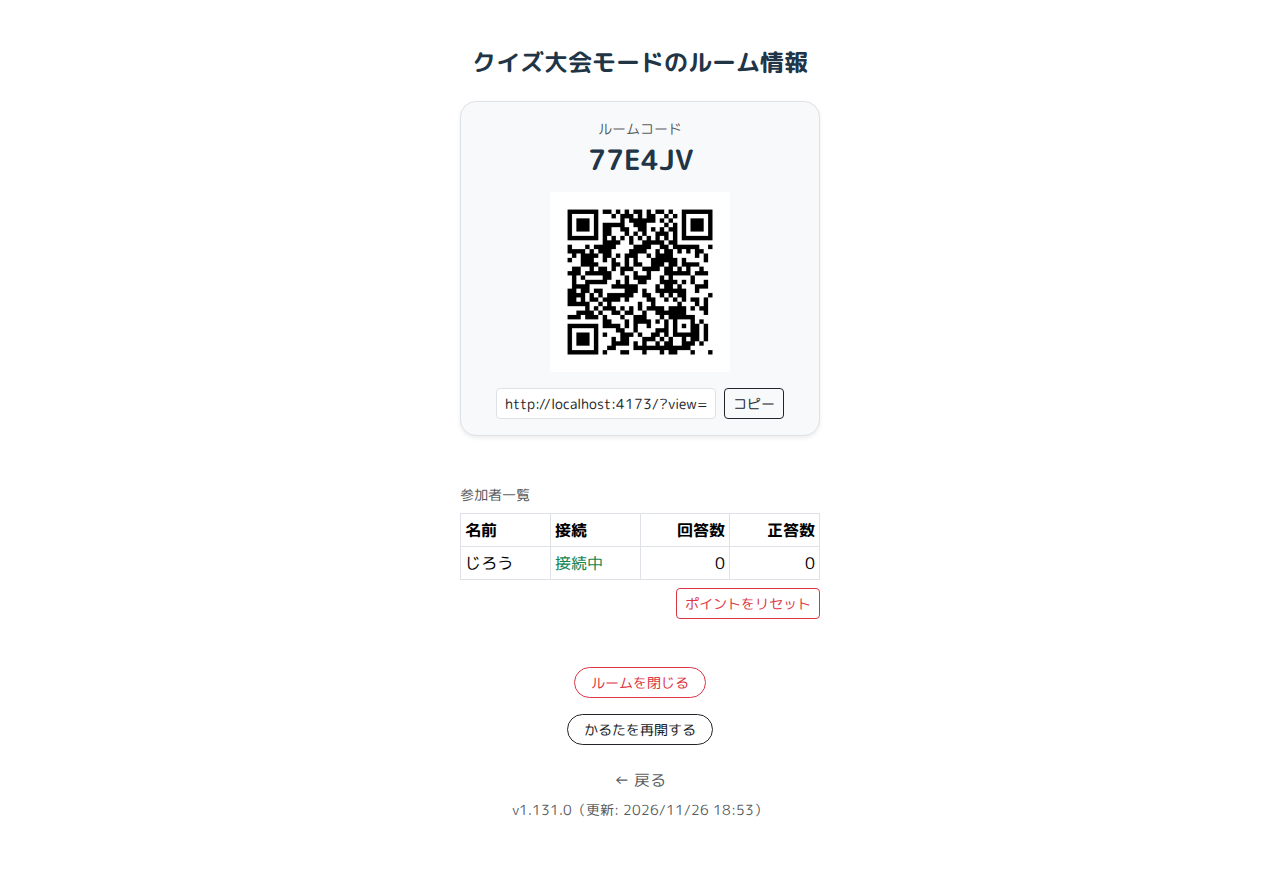 クイズ大会モードのルーム情報
ルームコード
77E4JV
http://localhost:4173/?view=
コピー
参加者一覧
名前 接続 回答数 正答数
じろう 接続中 0 0
ポイントをリセット
ルームを閉じる
かるたを再開する
← 戻る
v1.131.0（更新: 2026/11/26 18:53）